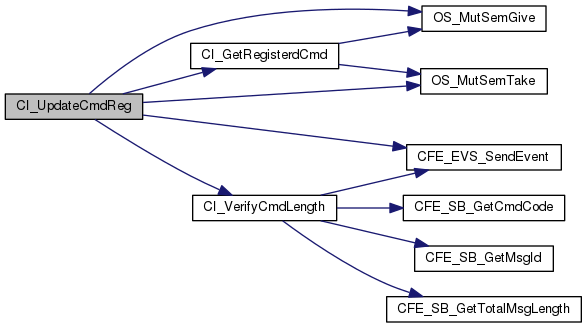 OS_MutSemGive
CI_GetRegisterdCmd
OS_MutSemTake
CI_UpdateCmdReg
CFE_EVS_SendEvent
CI_VerifyCmdLength
CFE_SB_GetCmdCode
CFE_SB_GetMsgId
CFE_SB_GetTotalMsgLength